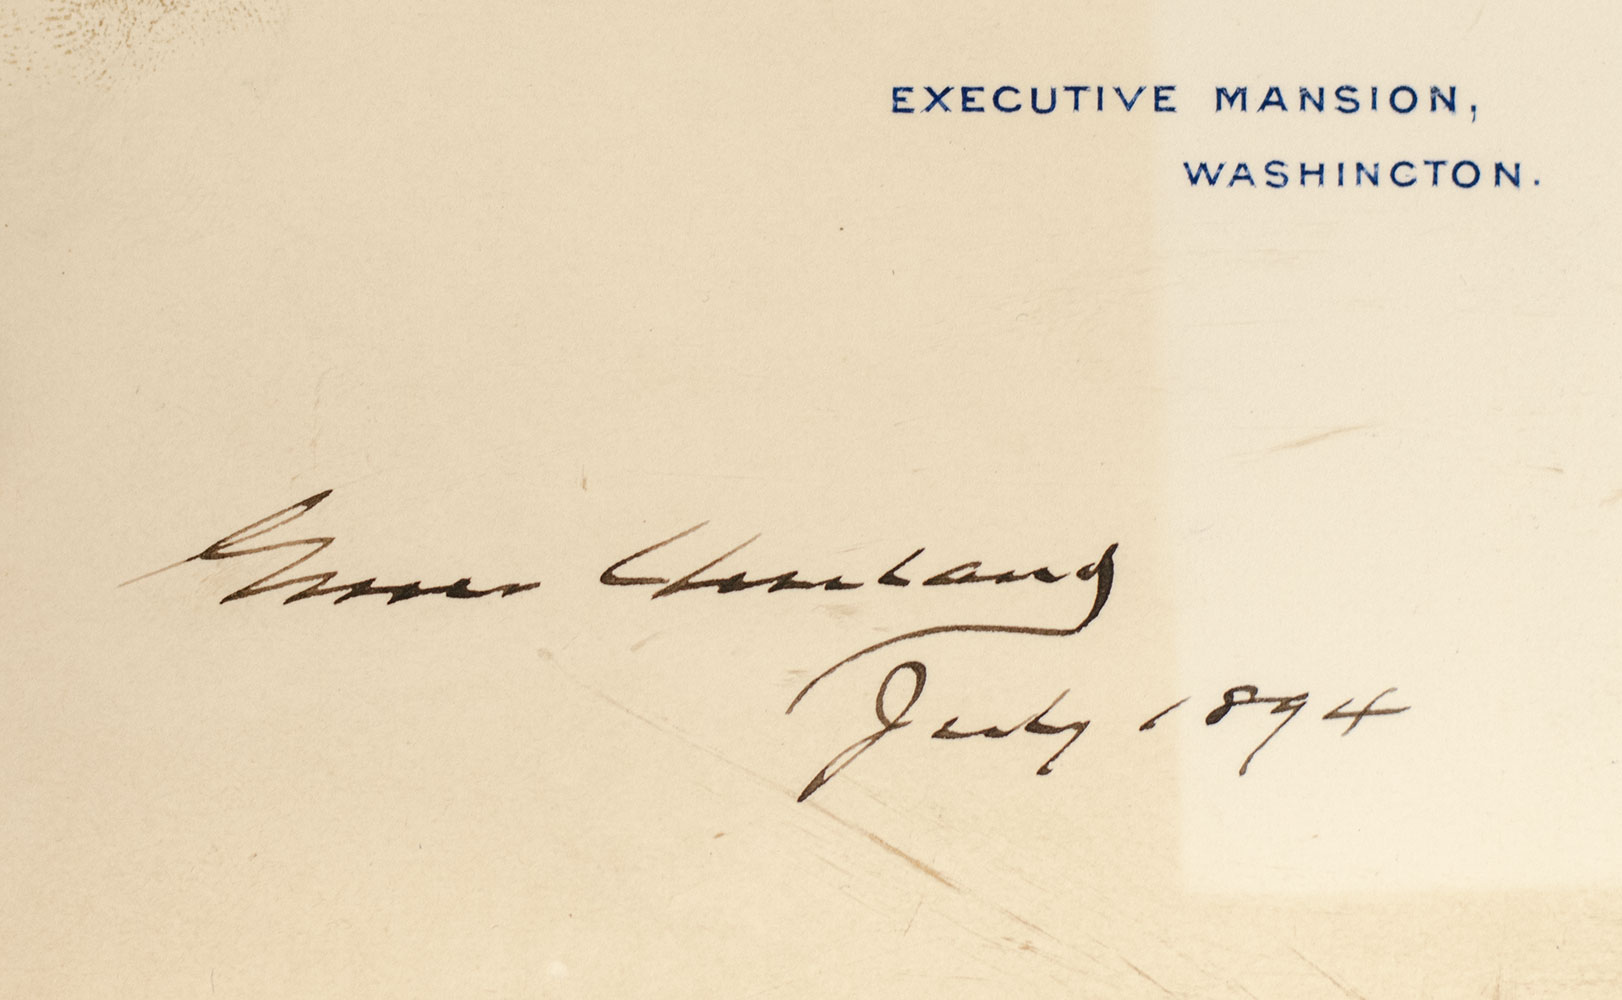 EXECUTIVE MANSION,
WASHINGTON.
Grover Cleveland
July 1894